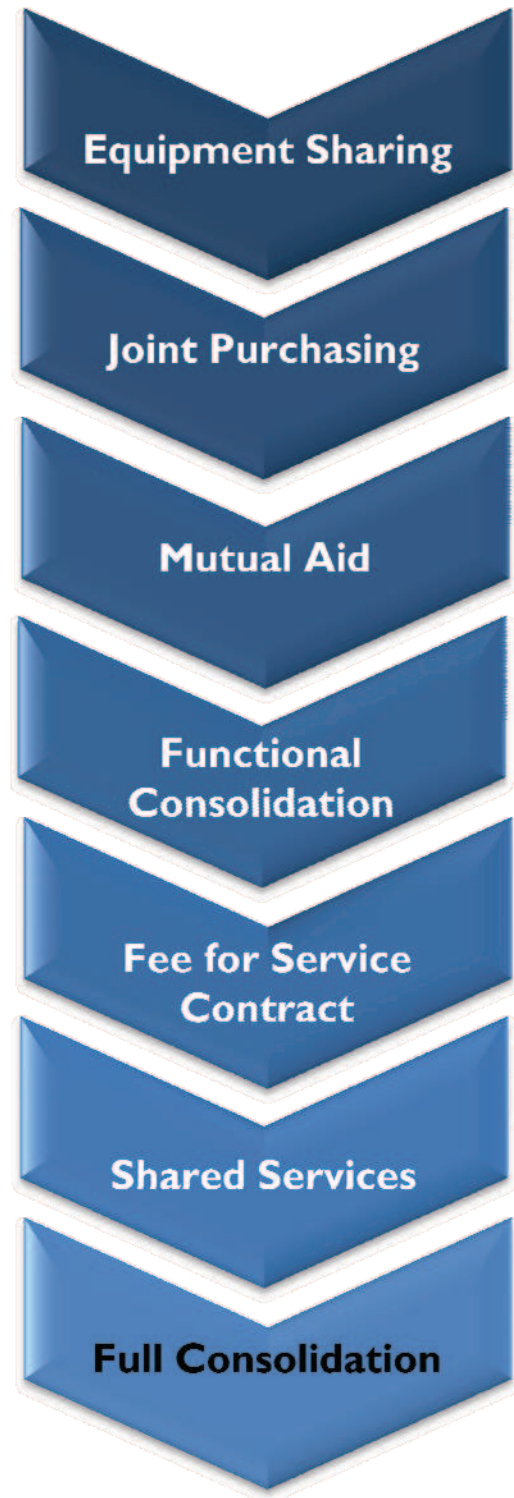 Equipment Sharing
Joint Purchasing
Mutual Aid
Functional
Consolidation
Fee for Service
Contract
Shared Services
Full Consolidation